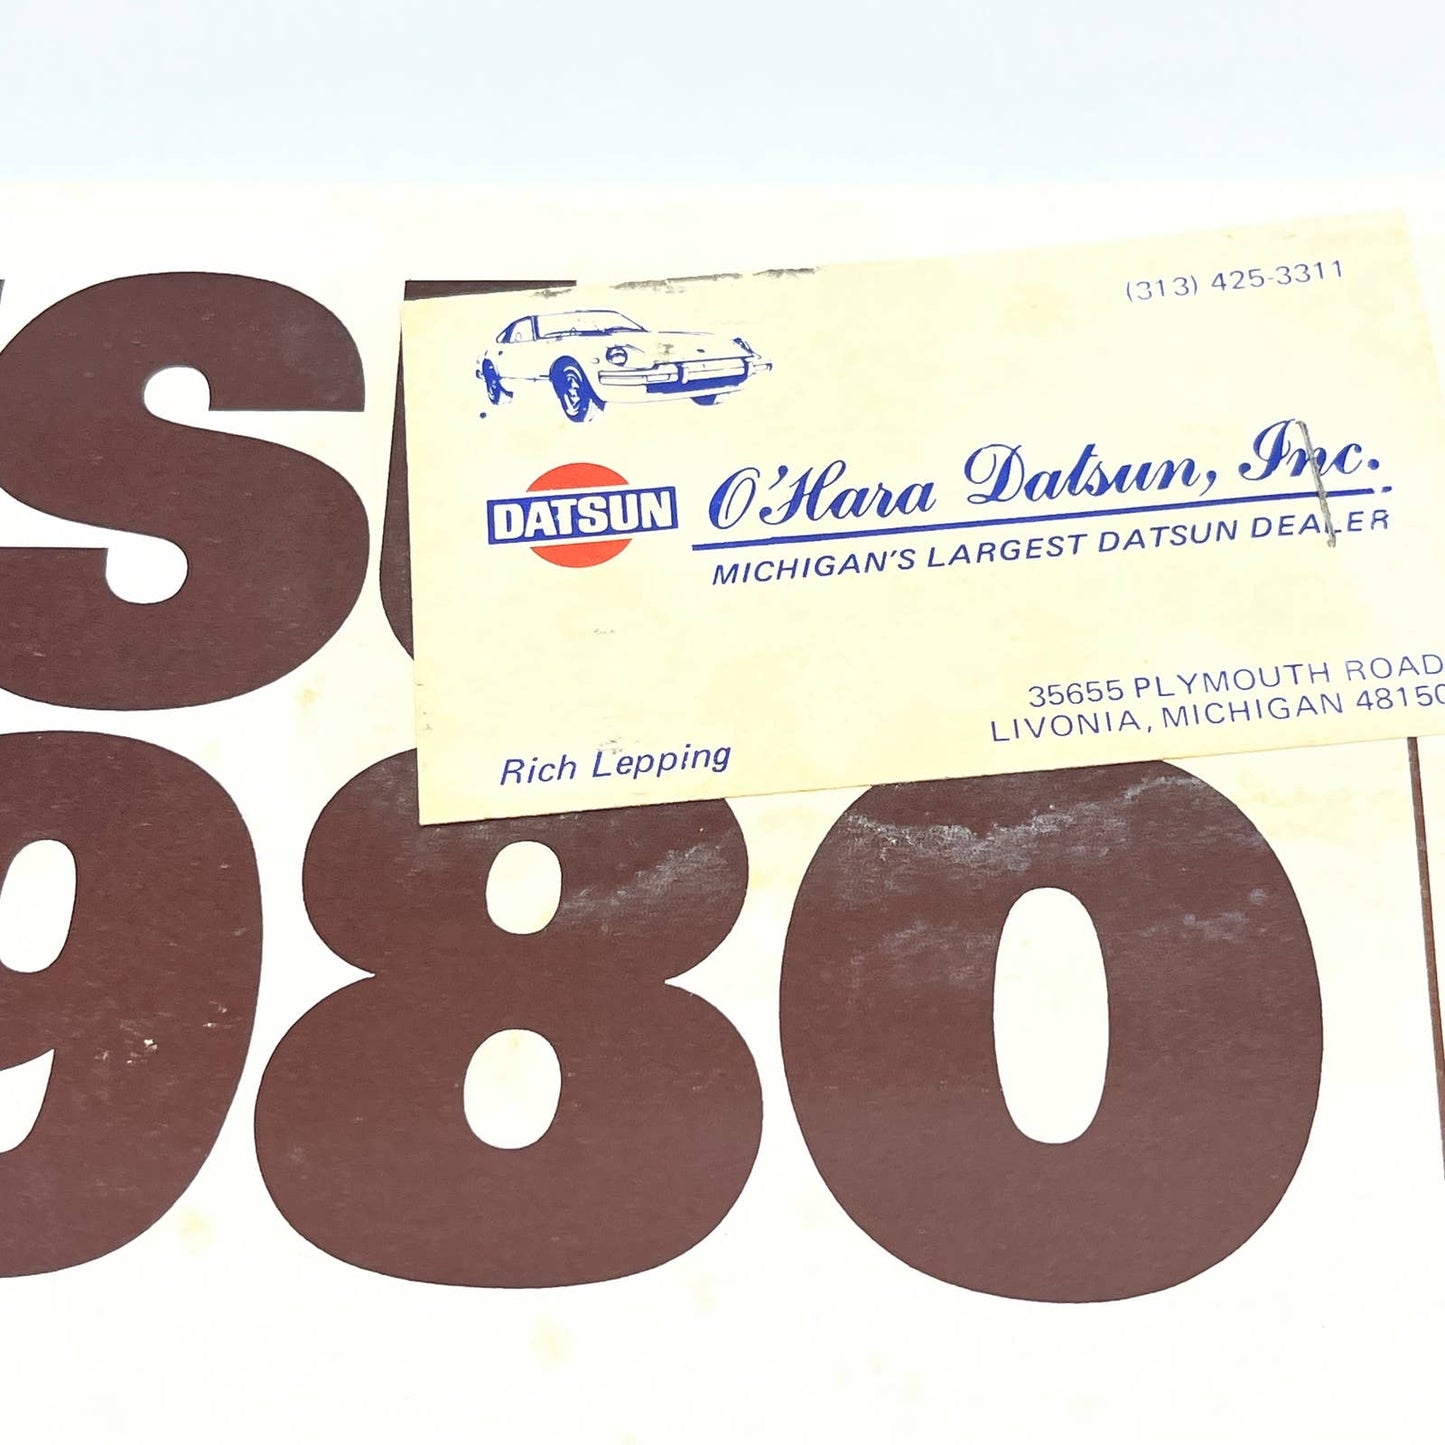 (313) 425-3311
DATSUN
O'Hara Datsun, Inc.
MICHIGAN'S LARGEST DATSUN DEALER
35655 PLYMOUTH ROAD
LIVONIA, MICHIGAN 48150
Rich Lepping
980